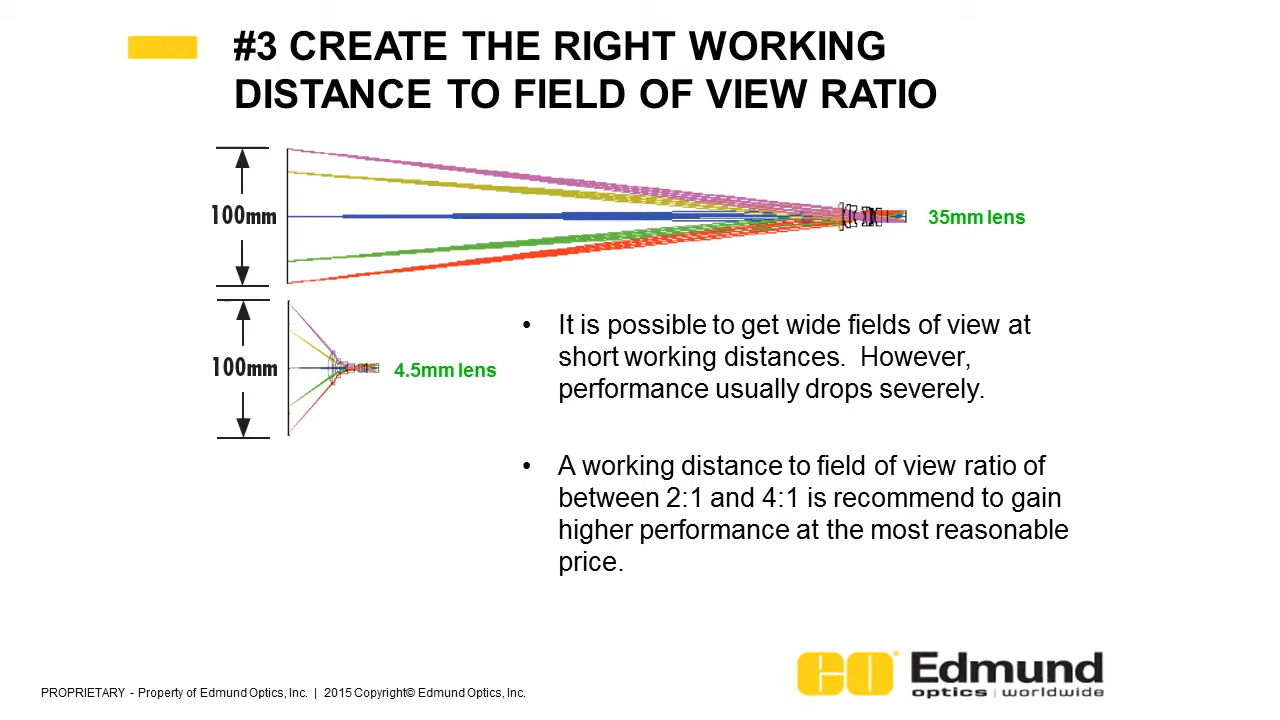 #3 CREATE THE RIGHT WORKING
DISTANCE TO FIELD OF VIEW RATIO
100mm
35mm lens
100mm
4.5mm lens
• It is possible to get wide fields of view at
short working distances.  However,
performance usually drops severely.
• A working distance to field of view ratio of
between 2:1 and 4:1 is recommend to gain
higher performance at the most reasonable
price.
EO® Edmund
optics | worldwide
PROPRIETARY - Property of Edmund Optics, Inc. | 2015 Copyright© Edmund Optics, Inc.